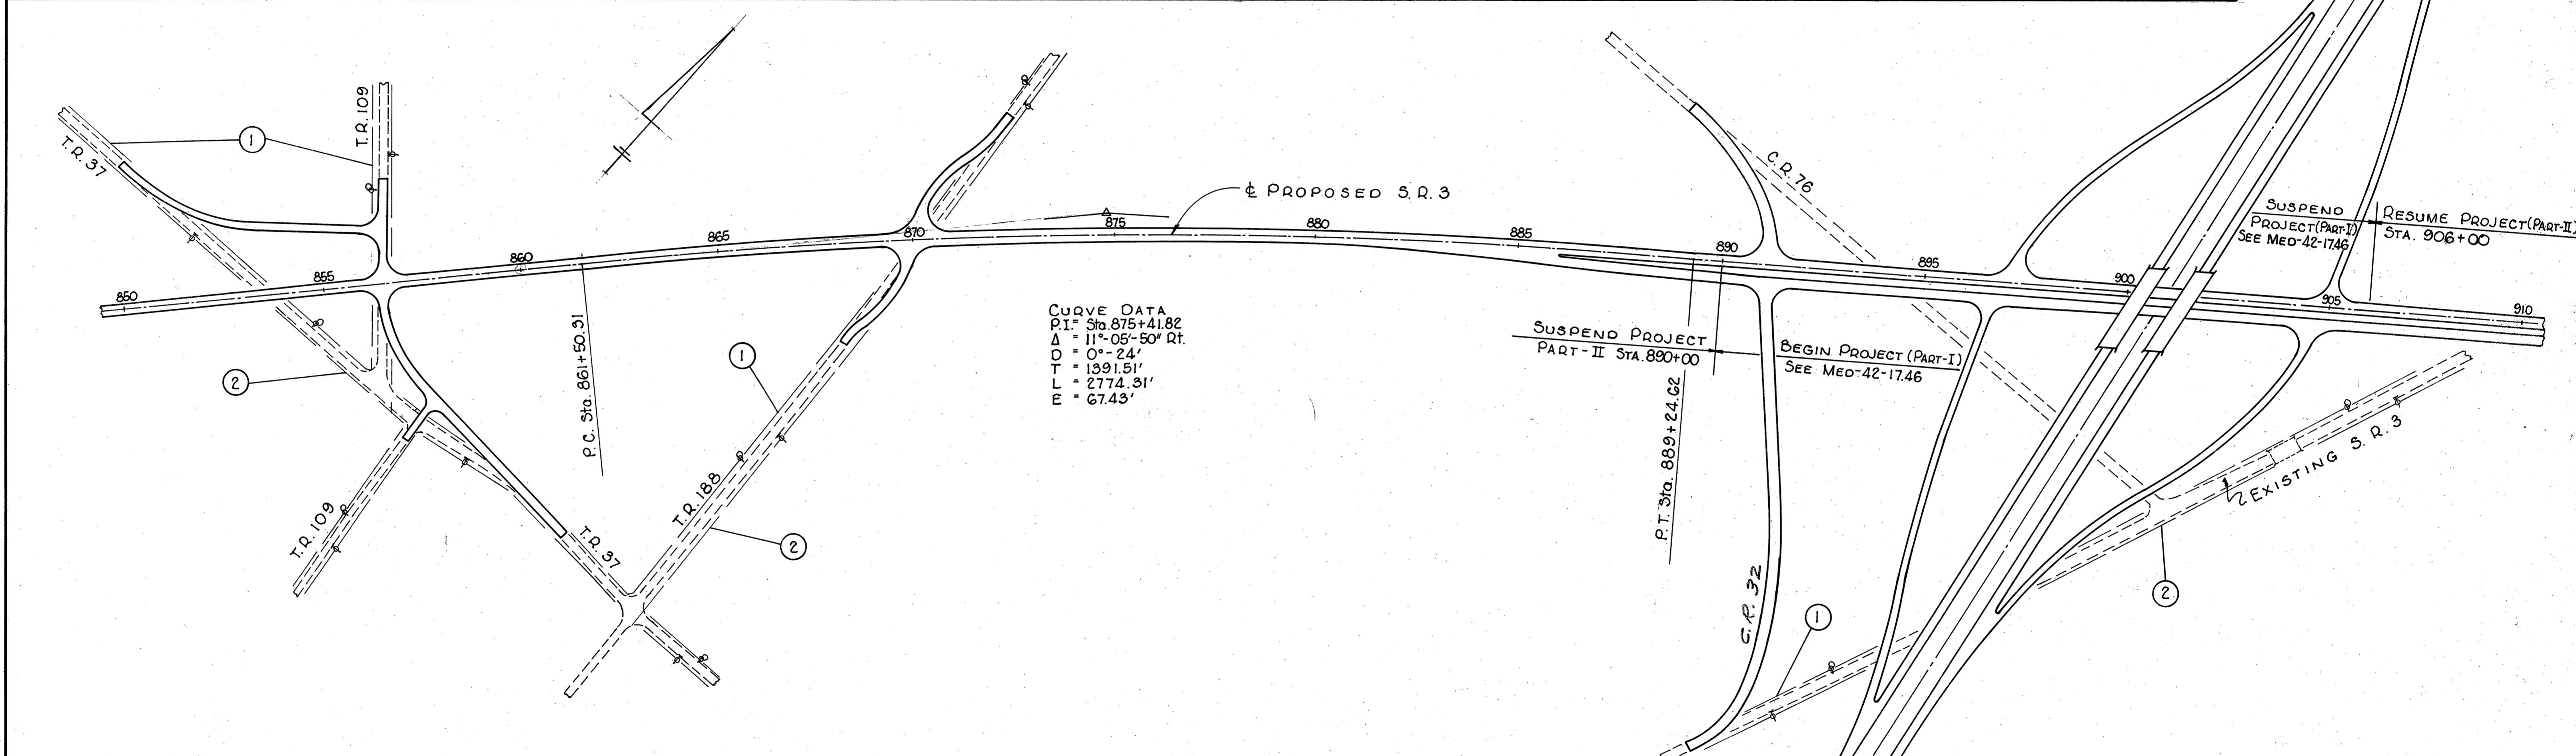 T.R. 37
1
T.R. 109
850
855
860
865
870
875
880
885
890
895
900
905
910
Δ
℄ PROPOSED S.R. 3
C.R. 76
SUSPEND
PROJECT (PART-I)
SEE MED-42-17.46
RESUME PROJECT (PART-II)
STA. 906+00
2
P.C. Sta. 861+50.31
CURVE DATA
P.I. = Sta. 875+41.82
Δ = 11°-05'-50" Rt.
D = 0°-24'
T = 1391.51'
L = 2774.31'
E = 67.43'
SUSPEND PROJECT
PART-II STA. 890+00
BEGIN PROJECT (PART-I)
SEE MED-42-17.46
P.T. Sta. 889+24.62
1
T.R. 188
2
T.R. 109
T.R. 37
C.R. 32
1
EXISTING S.R. 3
2